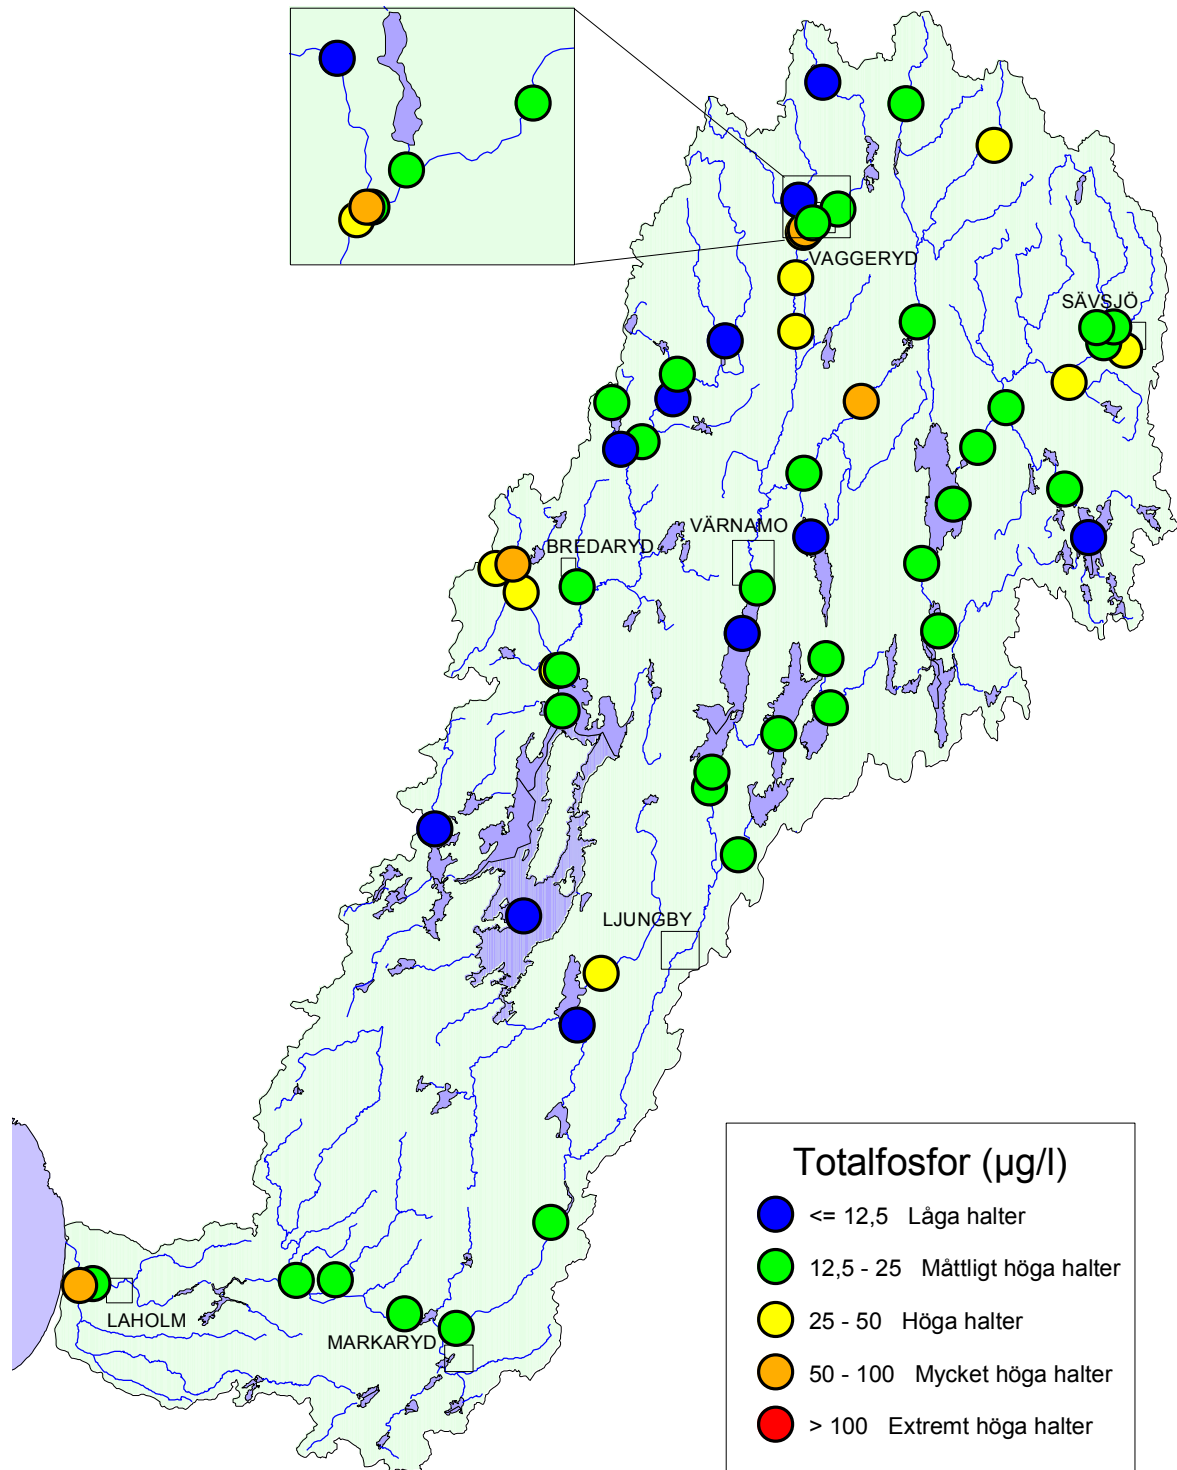 VAGGERYD
SÄVSJÖ
VÄRNAMO
BREDARYD
LJUNGBY
LAHOLM
MARKARYD
Totalfosfor (µg/l)
<= 12,5 Låga halter
12,5 - 25 Måttligt höga halter
25 - 50 Höga halter
50 - 100 Mycket höga halter
> 100 Extremt höga halter